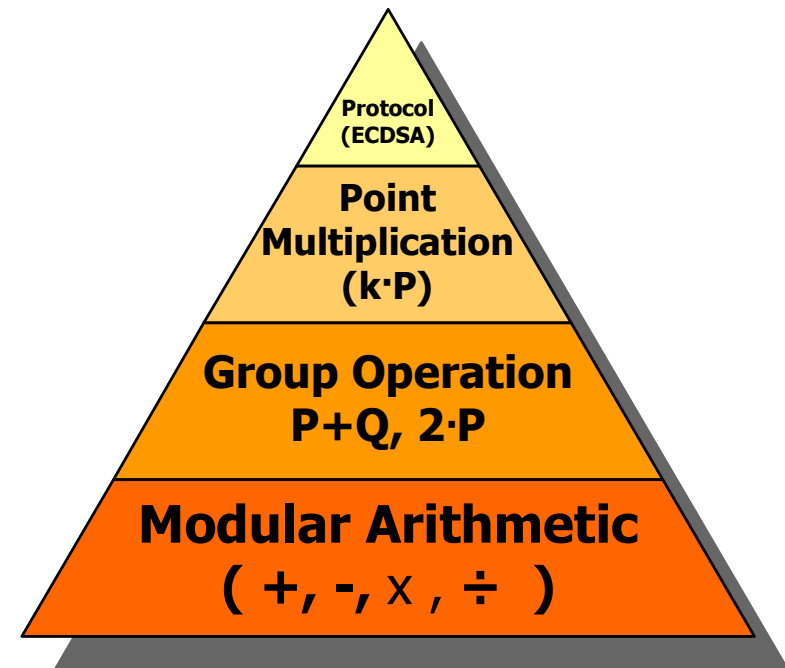 Protocol
(ECDSA)
Point
Multiplication
(k·P)
Group Operation
P+Q, 2·P
Modular Arithmetic
( +, -, x , ÷ )